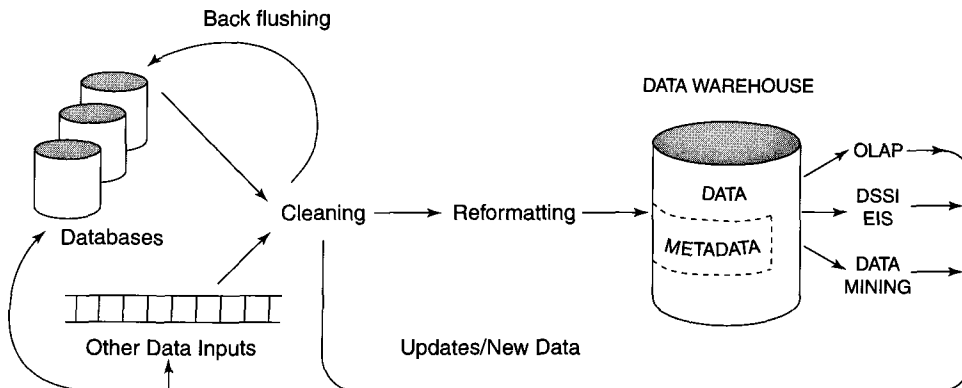 Back flushing
DATA WAREHOUSE
OLAP
DATA
DSSI
EIS
Cleaning
Reformatting
Databases
METADATA
DATA
MINING
Other Data Inputs
Updates/New Data